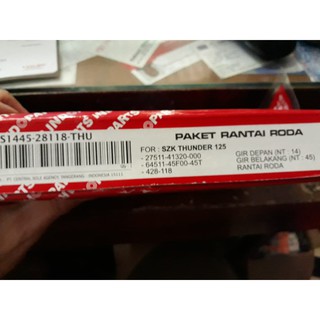 S1445-28118-THU
PAKET RANTAI RODA
FOR : SZK THUNDER 125
- 27511-41320-000 GIR DEPAN (NT : 14)
- 64511-45F00-45T GIR BELAKANG (NT : 45)
- 428-118 RANTAI RODA